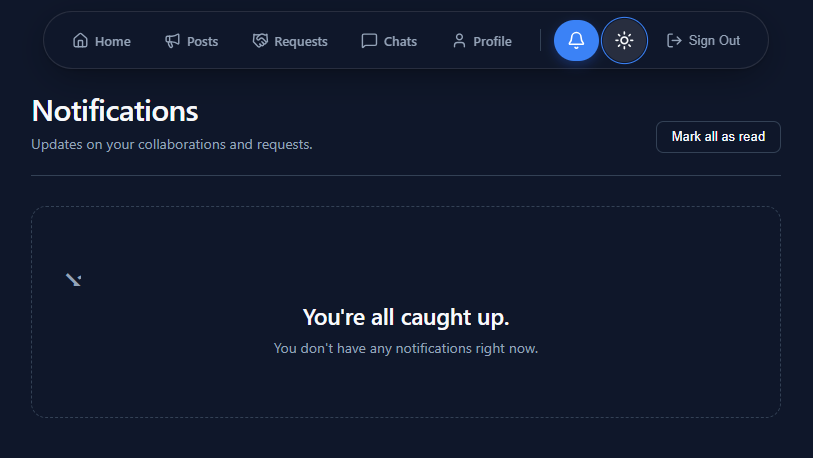 Home Posts Requests Chats Profile Sign Out
Notifications
Updates on your collaborations and requests.
Mark all as read
You're all caught up.
You don't have any notifications right now.